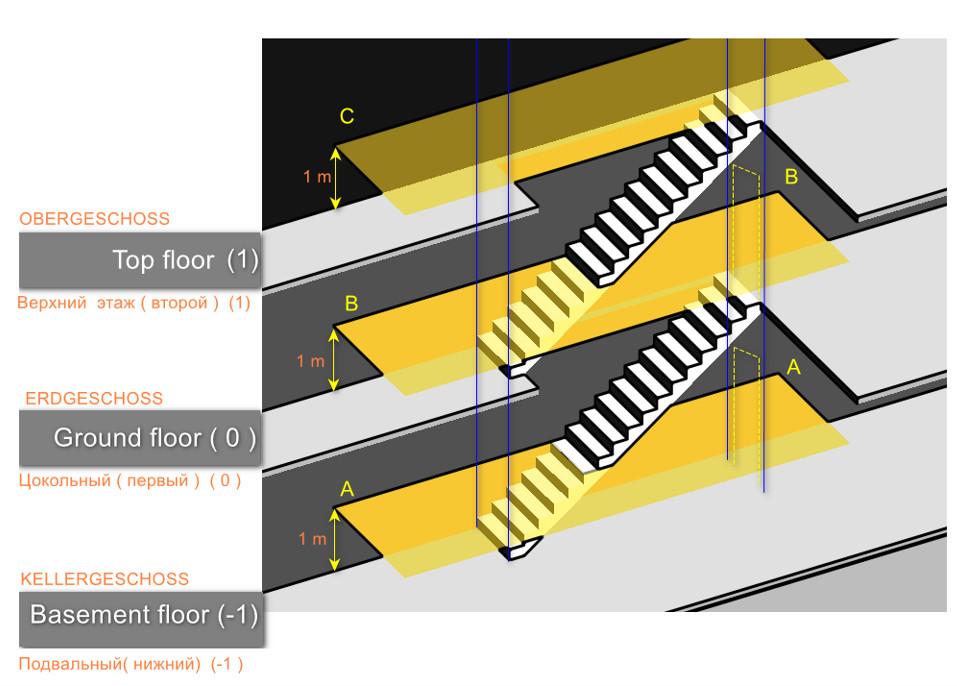 C
1 m
B
OBERGESCHOSS
Top floor (1)
Верхний этаж ( второй ) (1)
B
1 m
A
ERDGESCHOSS
Ground floor ( 0 )
Цокольный ( первый ) ( 0 )
A
1 m
KELLERGESCHOSS
Basement floor (-1)
Подвальный( нижний) (-1 )